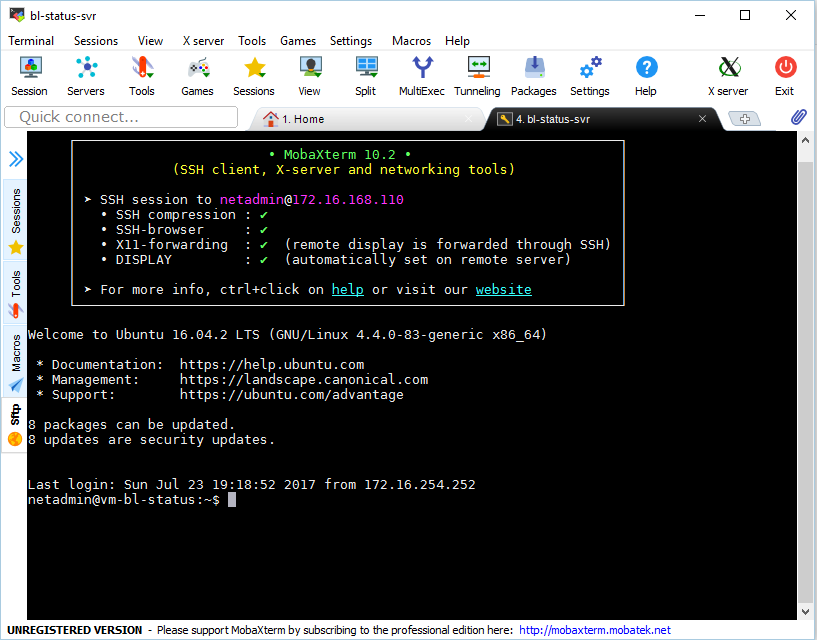 bl-status-svr
Terminal Sessions View X server Tools Games Settings Macros Help
Session Servers Tools Games Sessions View Split MultiExec Tunneling Packages Settings Help X server Exit
Quick connect... 1. Home 4. bl-status-svr
• MobaXterm 10.2 •
(SSH client, X-server and networking tools)
➤ SSH session to netadmin@172.16.168.110
• SSH compression : ✔
• SSH-browser : ✔
• X11-forwarding : ✔ (remote display is forwarded through SSH)
• DISPLAY : ✔ (automatically set on remote server)
➤ For more info, ctrl+click on help or visit our website
Sessions
Tools
Macros
Sftp
Welcome to Ubuntu 16.04.2 LTS (GNU/Linux 4.4.0-83-generic x86_64)
* Documentation: https://help.ubuntu.com
* Management: https://landscape.canonical.com
* Support: https://ubuntu.com/advantage
8 packages can be updated.
8 updates are security updates.
Last login: Sun Jul 23 19:18:52 2017 from 172.16.254.252
netadmin@vm-bl-status:~$
UNREGISTERED VERSION - Please support MobaXterm by subscribing to the professional edition here: http://mobaxterm.mobatek.net